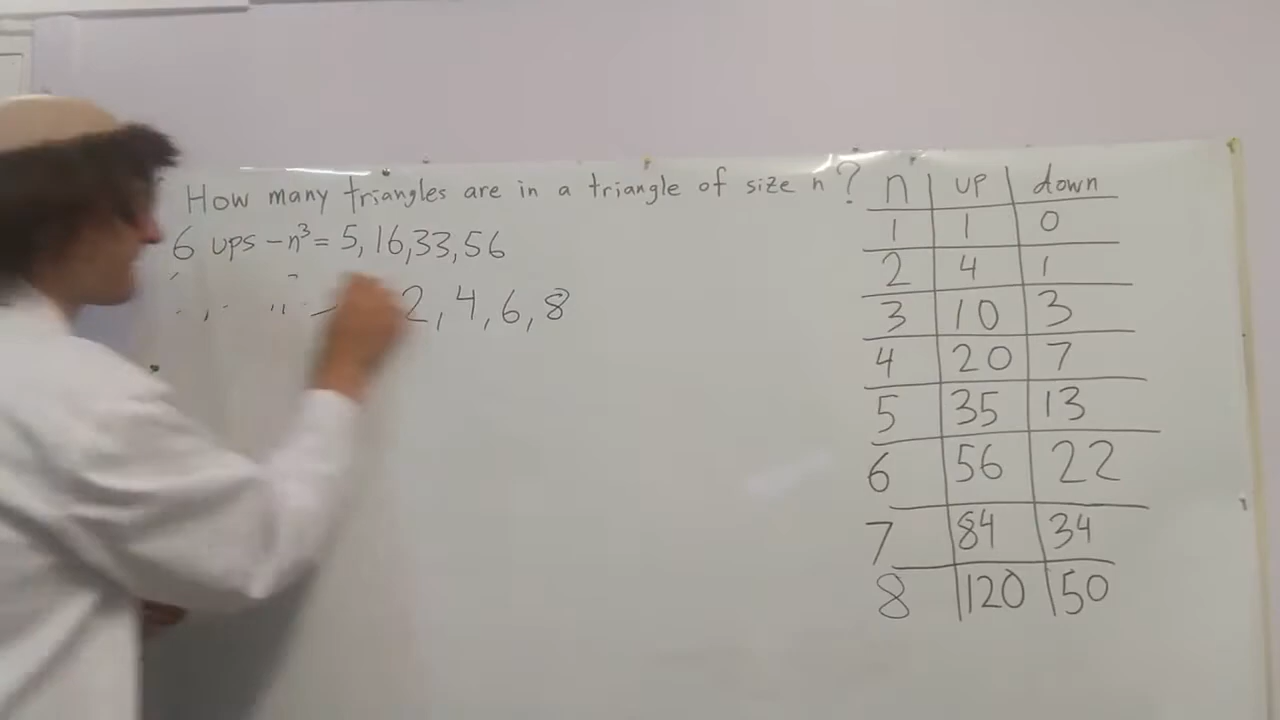 How many triangles are in a triangle of size n?
6 ups - n³ = 5, 16, 33, 56
2, 4, 6, 8
n up down
1 1 0
2 4 1
3 10 3
4 20 7
5 35 13
6 56 22
7 84 34
8 120 50